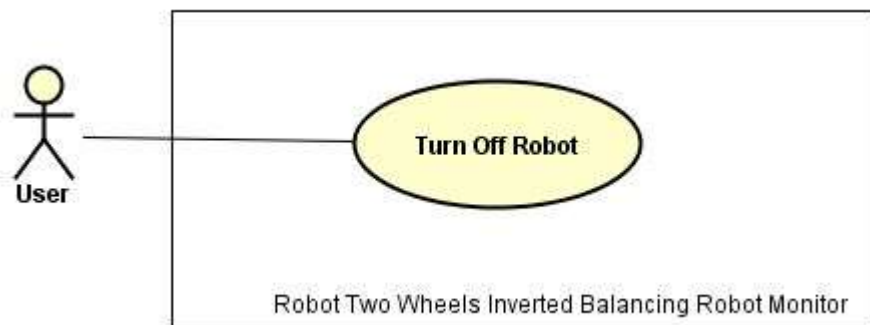 Turn Off Robot
User
Robot Two Wheels Inverted Balancing Robot Monitor